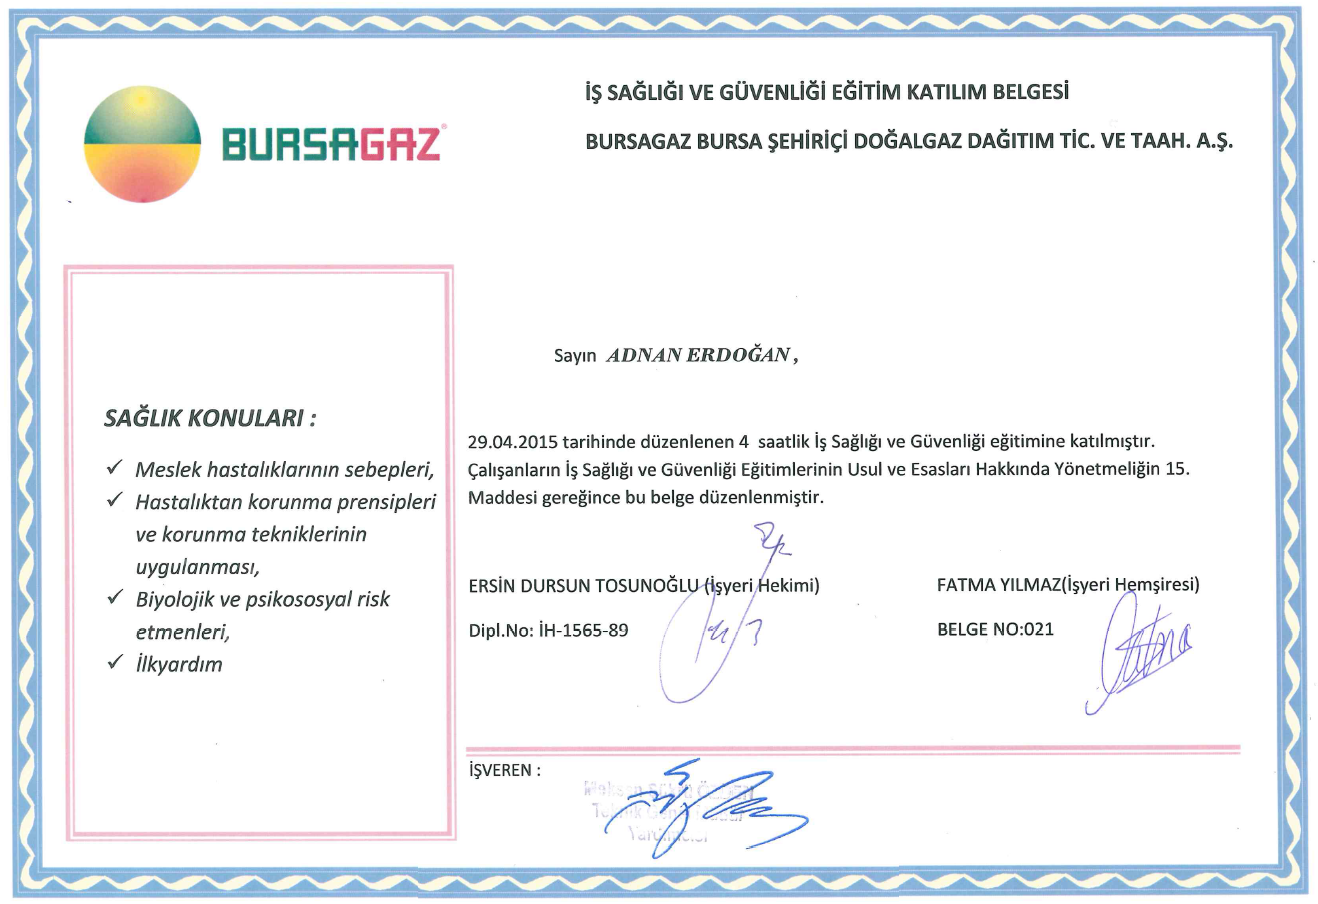 İŞ SAĞLIĞI VE GÜVENLİĞİ EĞİTİM KATILIM BELGESİ
BURSAGAZ
BURSAGAZ BURSA ŞEHİRİÇİ DOĞALGAZ DAĞITIM TİC. VE TAAH. A.Ş.
Sayın ADNAN ERDOĞAN,
SAĞLIK KONULARI :
✓ Meslek hastalıklarının sebepleri,
✓ Hastalıktan korunma prensipleri
ve korunma tekniklerinin
uygulanması,
✓ Biyolojik ve psikososyal risk
etmenleri,
✓ İlkyardım
29.04.2015 tarihinde düzenlenen 4 saatlik İş Sağlığı ve Güvenliği eğitimine katılmıştır.
Çalışanların İş Sağlığı ve Güvenliği Eğitimlerinin Usul ve Esasları Hakkında Yönetmeliğin 15.
Maddesi gereğince bu belge düzenlenmiştir.
ERSİN DURSUN TOSUNOĞLU (İşyeri Hekimi)
Dipl.No: İH-1565-89
FATMA YILMAZ(İşyeri Hemşiresi)
BELGE NO:021
İŞVEREN :